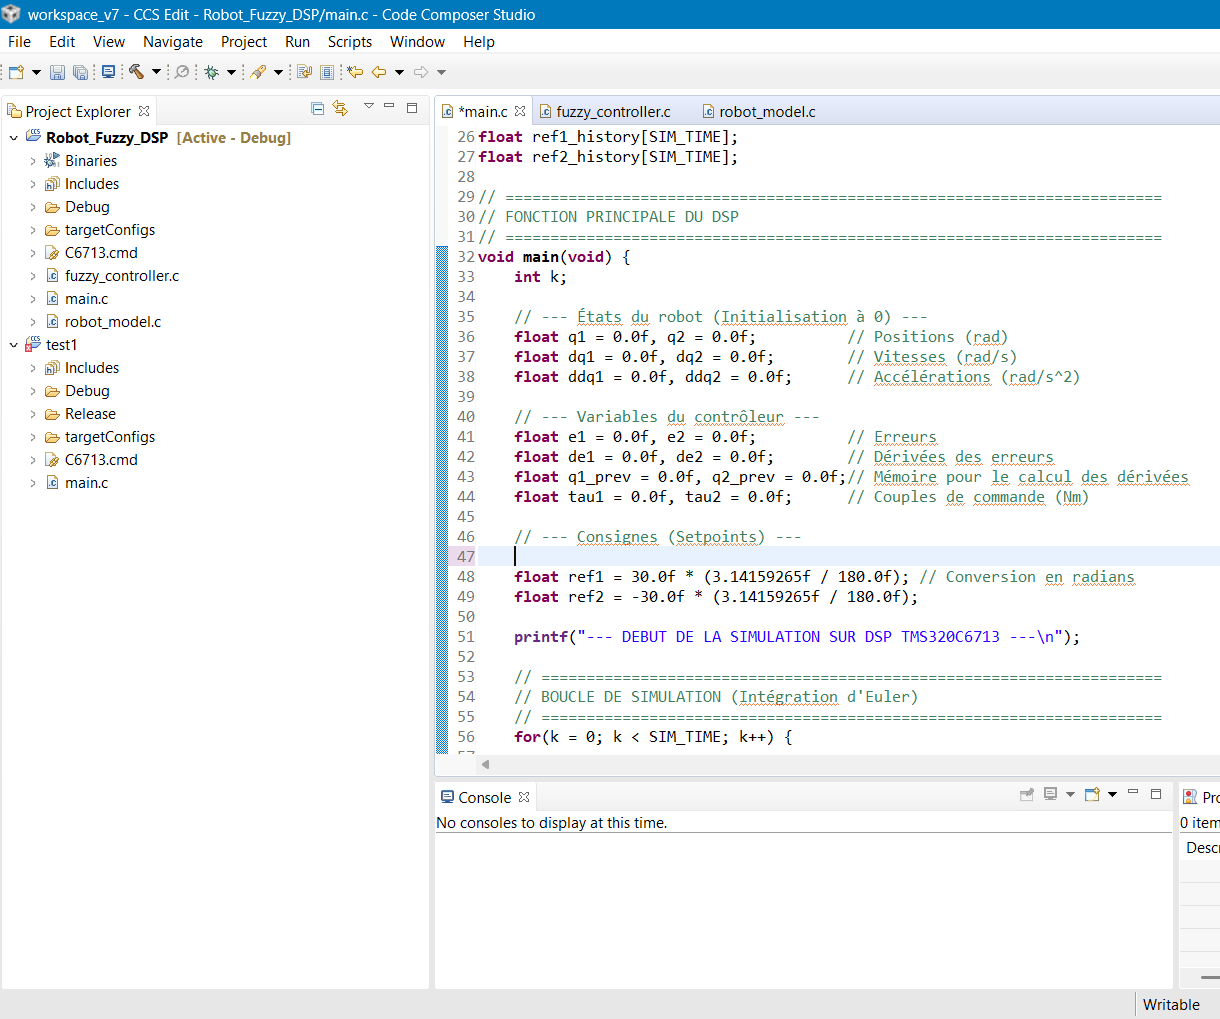 workspace_v7 - CCS Edit - Robot_Fuzzy_DSP/main.c - Code Composer Studio
File Edit View Navigate Project Run Scripts Window Help
Project Explorer
Robot_Fuzzy_DSP [Active - Debug]
Binaries
Includes
Debug
targetConfigs
C6713.cmd
fuzzy_controller.c
main.c
robot_model.c
test1
Includes
Debug
Release
targetConfigs
C6713.cmd
main.c
*main.c fuzzy_controller.c robot_model.c
26 float ref1_history[SIM_TIME];
27 float ref2_history[SIM_TIME];
28
29 // =========================================================================
30 // FONCTION PRINCIPALE DU DSP
31 // =========================================================================
32 void main(void) {
33     int k;
34
35     // --- États du robot (Initialisation à 0) ---
36     float q1 = 0.0f, q2 = 0.0f;          // Positions (rad)
37     float dq1 = 0.0f, dq2 = 0.0f;        // Vitesses (rad/s)
38     float ddq1 = 0.0f, ddq2 = 0.0f;      // Accélérations (rad/s^2)
39
40     // --- Variables du contrôleur ---
41     float e1 = 0.0f, e2 = 0.0f;          // Erreurs
42     float de1 = 0.0f, de2 = 0.0f;        // Dérivées des erreurs
43     float q1_prev = 0.0f, q2_prev = 0.0f;// Mémoire pour le calcul des dérivées
44     float tau1 = 0.0f, tau2 = 0.0f;      // Couples de commande (Nm)
45
46     // --- Consignes (Setpoints) ---
47
48     float ref1 = 30.0f * (3.14159265f / 180.0f); // Conversion en radians
49     float ref2 = -30.0f * (3.14159265f / 180.0f);
50
51     printf("--- DEBUT DE LA SIMULATION SUR DSP TMS320C6713 ---\n");
52
53     // =====================================================================
54     // BOUCLE DE SIMULATION (Intégration d'Euler)
55     // =====================================================================
56     for(k = 0; k < SIM_TIME; k++) {
Console
No consoles to display at this time.
Pro
0 item
Descr
Writable